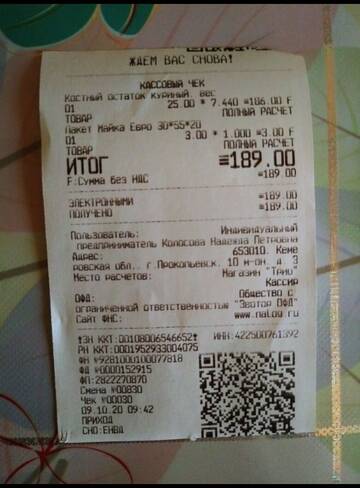 ЖДЕМ ВАС СНОВА!
КАССОВЫЙ ЧЕК
Костный остаток куриный, вес
01 25.00 * 7.440 =186.00 F
ТОВАР ПОЛНЫЙ РАСЧЕТ
Пакет Майка Евро 30*55*20
01 3.00 * 1.000 =3.00 F
ТОВАР ПОЛНЫЙ РАСЧЕТ
ИТОГ =189.00
F:Сумма без НДС =189.00
ЭЛЕКТРОННЫМИ =189.00
ПОЛУЧЕНО =189.00
Пользователь: Индивидуальный
предприниматель Колосова Надежда Петровна
Адрес: 653010, Кеме
ровская обл., г.Прокопьевск, 10 м-он, д. 3
Место расчетов: Магазин "Трио"
Кассир
ОФД: Общество с
ограниченной ответственностью "Эватор ОФД"
Сайт ФНС: www.nalog.ru
ЗН ККТ:00108006546652 ИНН:422500761392
РН ККТ:0001952933004075
ФН №9281000100077818
ФД №0000152915
ФП:2822270870
Смена №00830
Чек №00030
09.10.20 09:42
ПРИХОД
СНО:ЕНВД